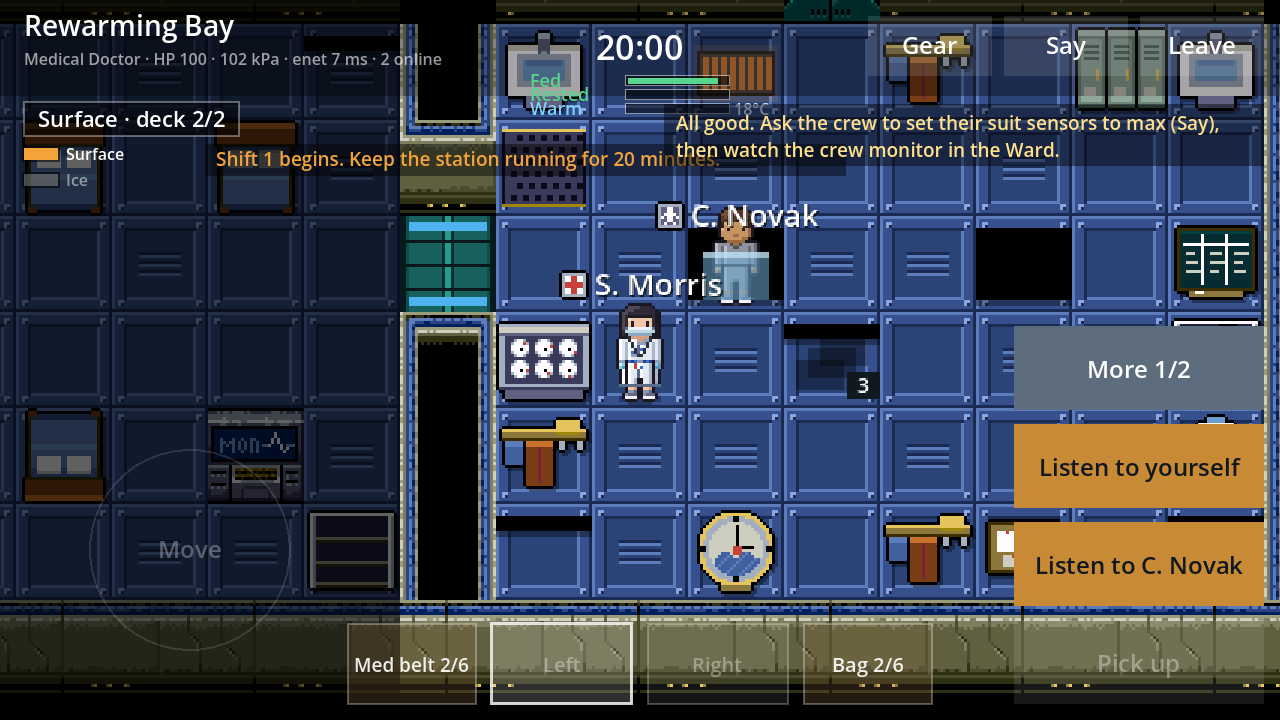 Rewarming Bay
Medical Doctor · HP 100 · 102 kPa · enet 7 ms · 2 online
20:00
Gear
Say
Leave
Fed
Rested
Warm
18°C
Surface · deck 2/2
Surface
Ice
All good. Ask the crew to set their suit sensors to max (Say),
then watch the crew monitor in the Ward.
Shift 1 begins. Keep the station running for 20 minutes.
C. Novak
S. Morris
3
More 1/2
Mon
Listen to yourself
Move
Listen to C. Novak
Med belt 2/6
Left
Right
Bag 2/6
Pick up